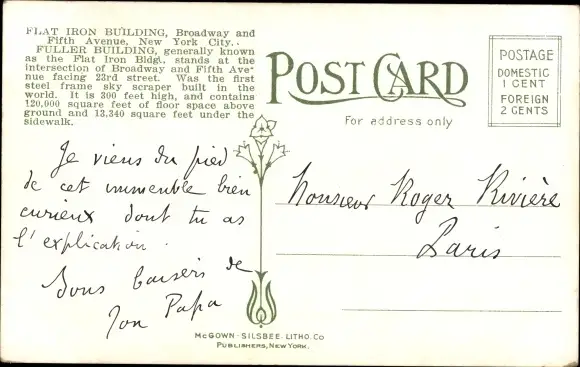 FLAT IRON BUILDING, Broadway and
Fifth Avenue, New York City.
FULLER BUILDING, generally known
as the Flat Iron Bldg., stands at the
intersection of Broadway and Fifth Ave-
nue facing 23rd street. Was the first
steel frame sky scraper built in the
world. It is 300 feet high, and contains
120,000 square feet of floor space above
ground and 13,340 square feet under the
sidewalk.
POST CARD
For address only
POSTAGE
DOMESTIC
1 CENT
FOREIGN
2 CENTS
Je viens du pied
de cet immeuble bien
curieux dont tu as
l'explication.
Bons baisers de
Ton Papa
Monsieur Roger Rivière
Paris
McGOWN-SILSBEE-LITHO.Co
PUBLISHERS, NEW YORK.